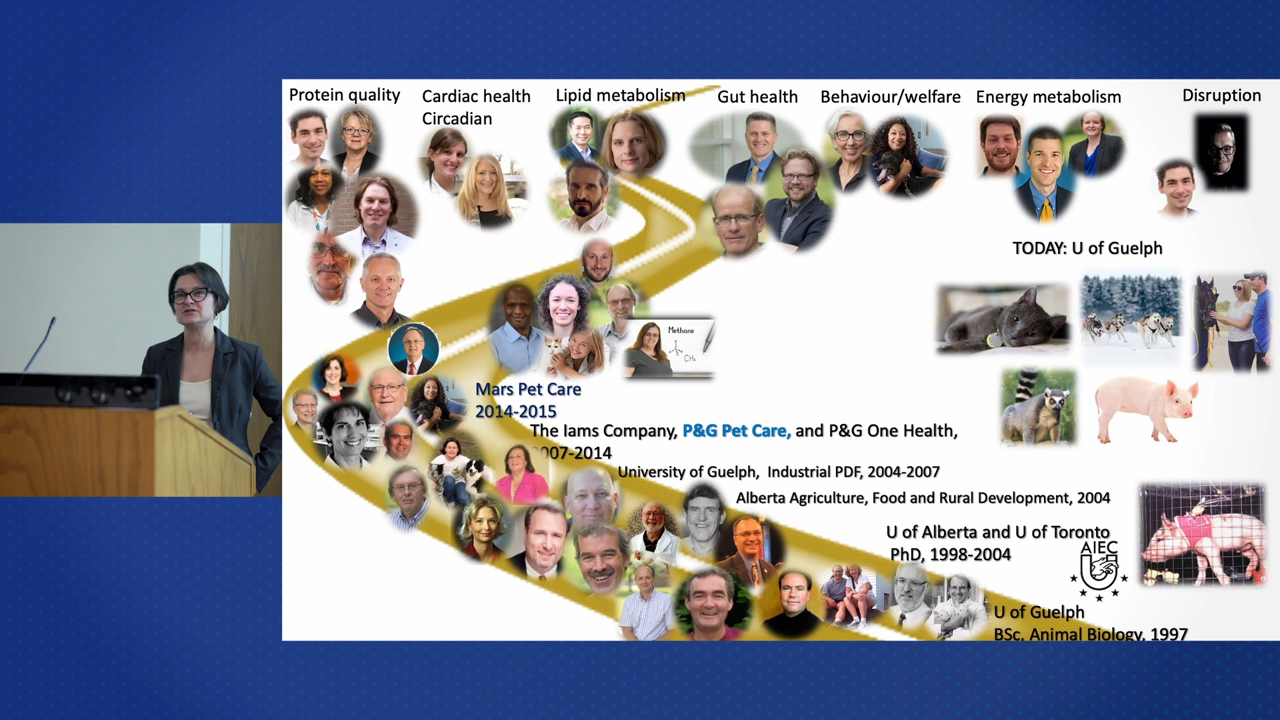 Protein quality
Cardiac health
Circadian
Lipid metabolism
Gut health
Behaviour/welfare
Energy metabolism
Disruption
TODAY: U of Guelph
Methane
CH₄
Mars Pet Care
2014-2015
The Iams Company, P&G Pet Care, and P&G One Health,
2007-2014
University of Guelph, Industrial PDF, 2004-2007
Alberta Agriculture, Food and Rural Development, 2004
U of Alberta and U of Toronto
PhD, 1998-2004
AIEC
U of Guelph
BSc, Animal Biology, 1997